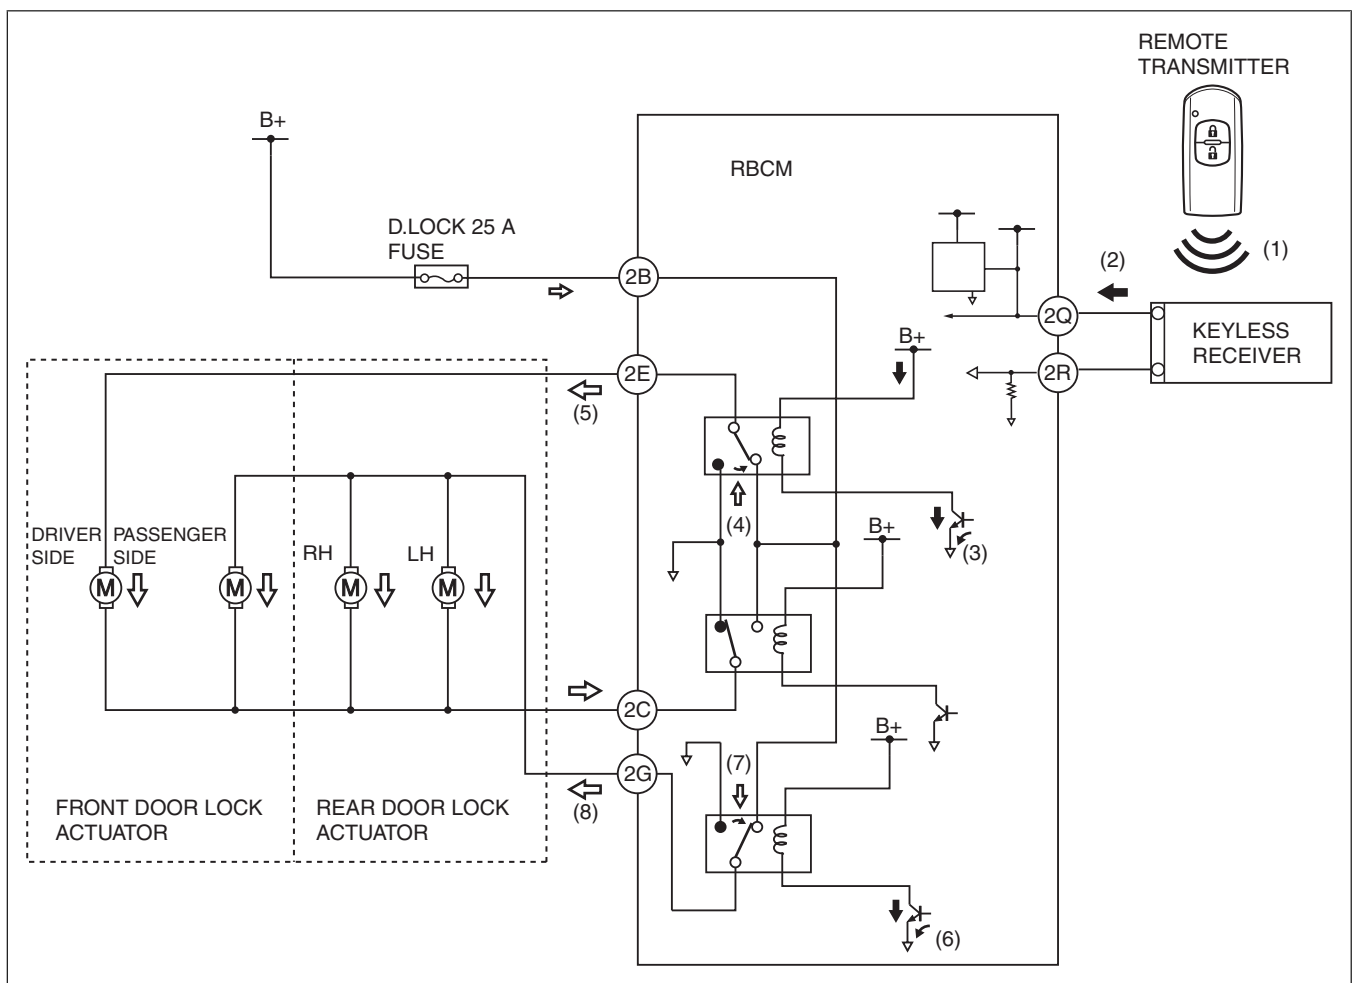 REMOTE
TRANSMITTER
B+
RBCM
D.LOCK 25 A
FUSE
(1)
(2)
2B
2Q
KEYLESS
RECEIVER
B+
2E
2R
(5)
(4)
B+
(3)
DRIVER
SIDE
PASSENGER
SIDE
RH
LH
M
M
M
M
2C
B+
2G
(7)
(8)
FRONT DOOR LOCK
ACTUATOR
REAR DOOR LOCK
ACTUATOR
(6)